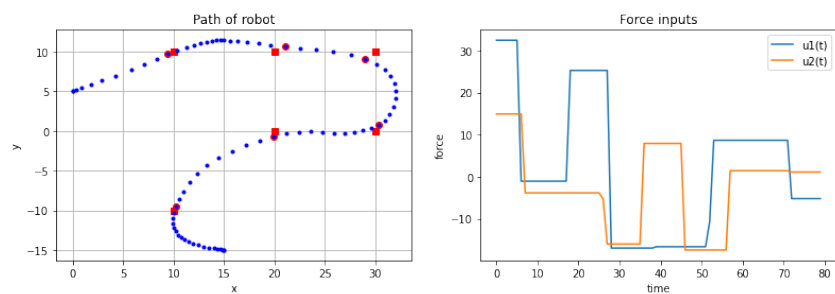 Path of robot
10
5
0
−5
−10
−15
y
0 5 10 15 20 25 30
x
Force inputs
u1(t)
u2(t)
30
20
10
0
−10
force
0 10 20 30 40 50 60 70 80
time